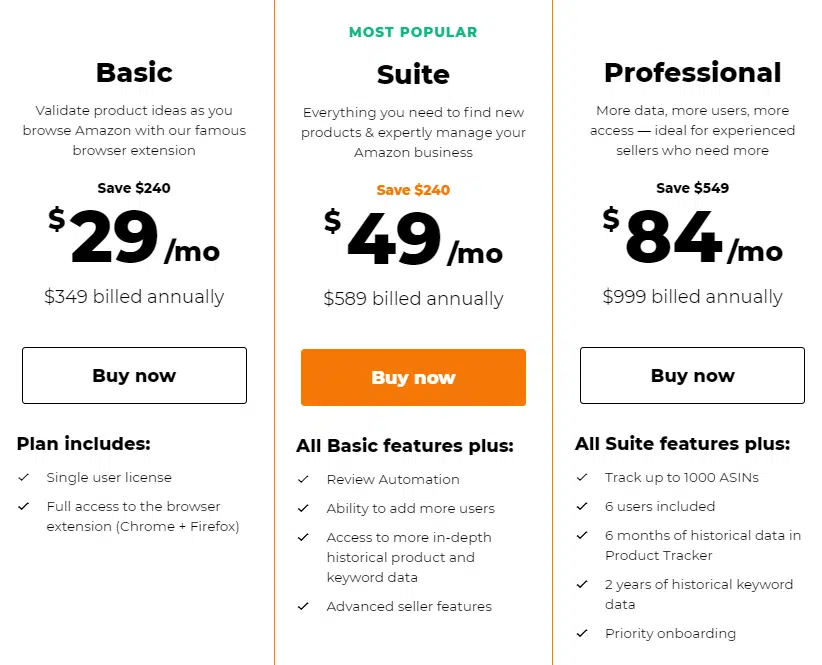 Basic
Validate product ideas as you
browse Amazon with our famous
browser extension
Save $240
$29/mo
$349 billed annually
Buy now
Plan includes:
Single user license
Full access to the browser
extension (Chrome + Firefox)
MOST POPULAR
Suite
Everything you need to find new
products & expertly manage your
Amazon business
Save $240
$49/mo
$589 billed annually
Buy now
All Basic features plus:
Review Automation
Ability to add more users
Access to more in-depth
historical product and
keyword data
Advanced seller features
Professional
More data, more users, more
access — ideal for experienced
sellers who need more
Save $549
$84/mo
$999 billed annually
Buy now
All Suite features plus:
Track up to 1000 ASINs
6 users included
6 months of historical data in
Product Tracker
2 years of historical keyword
data
Priority onboarding